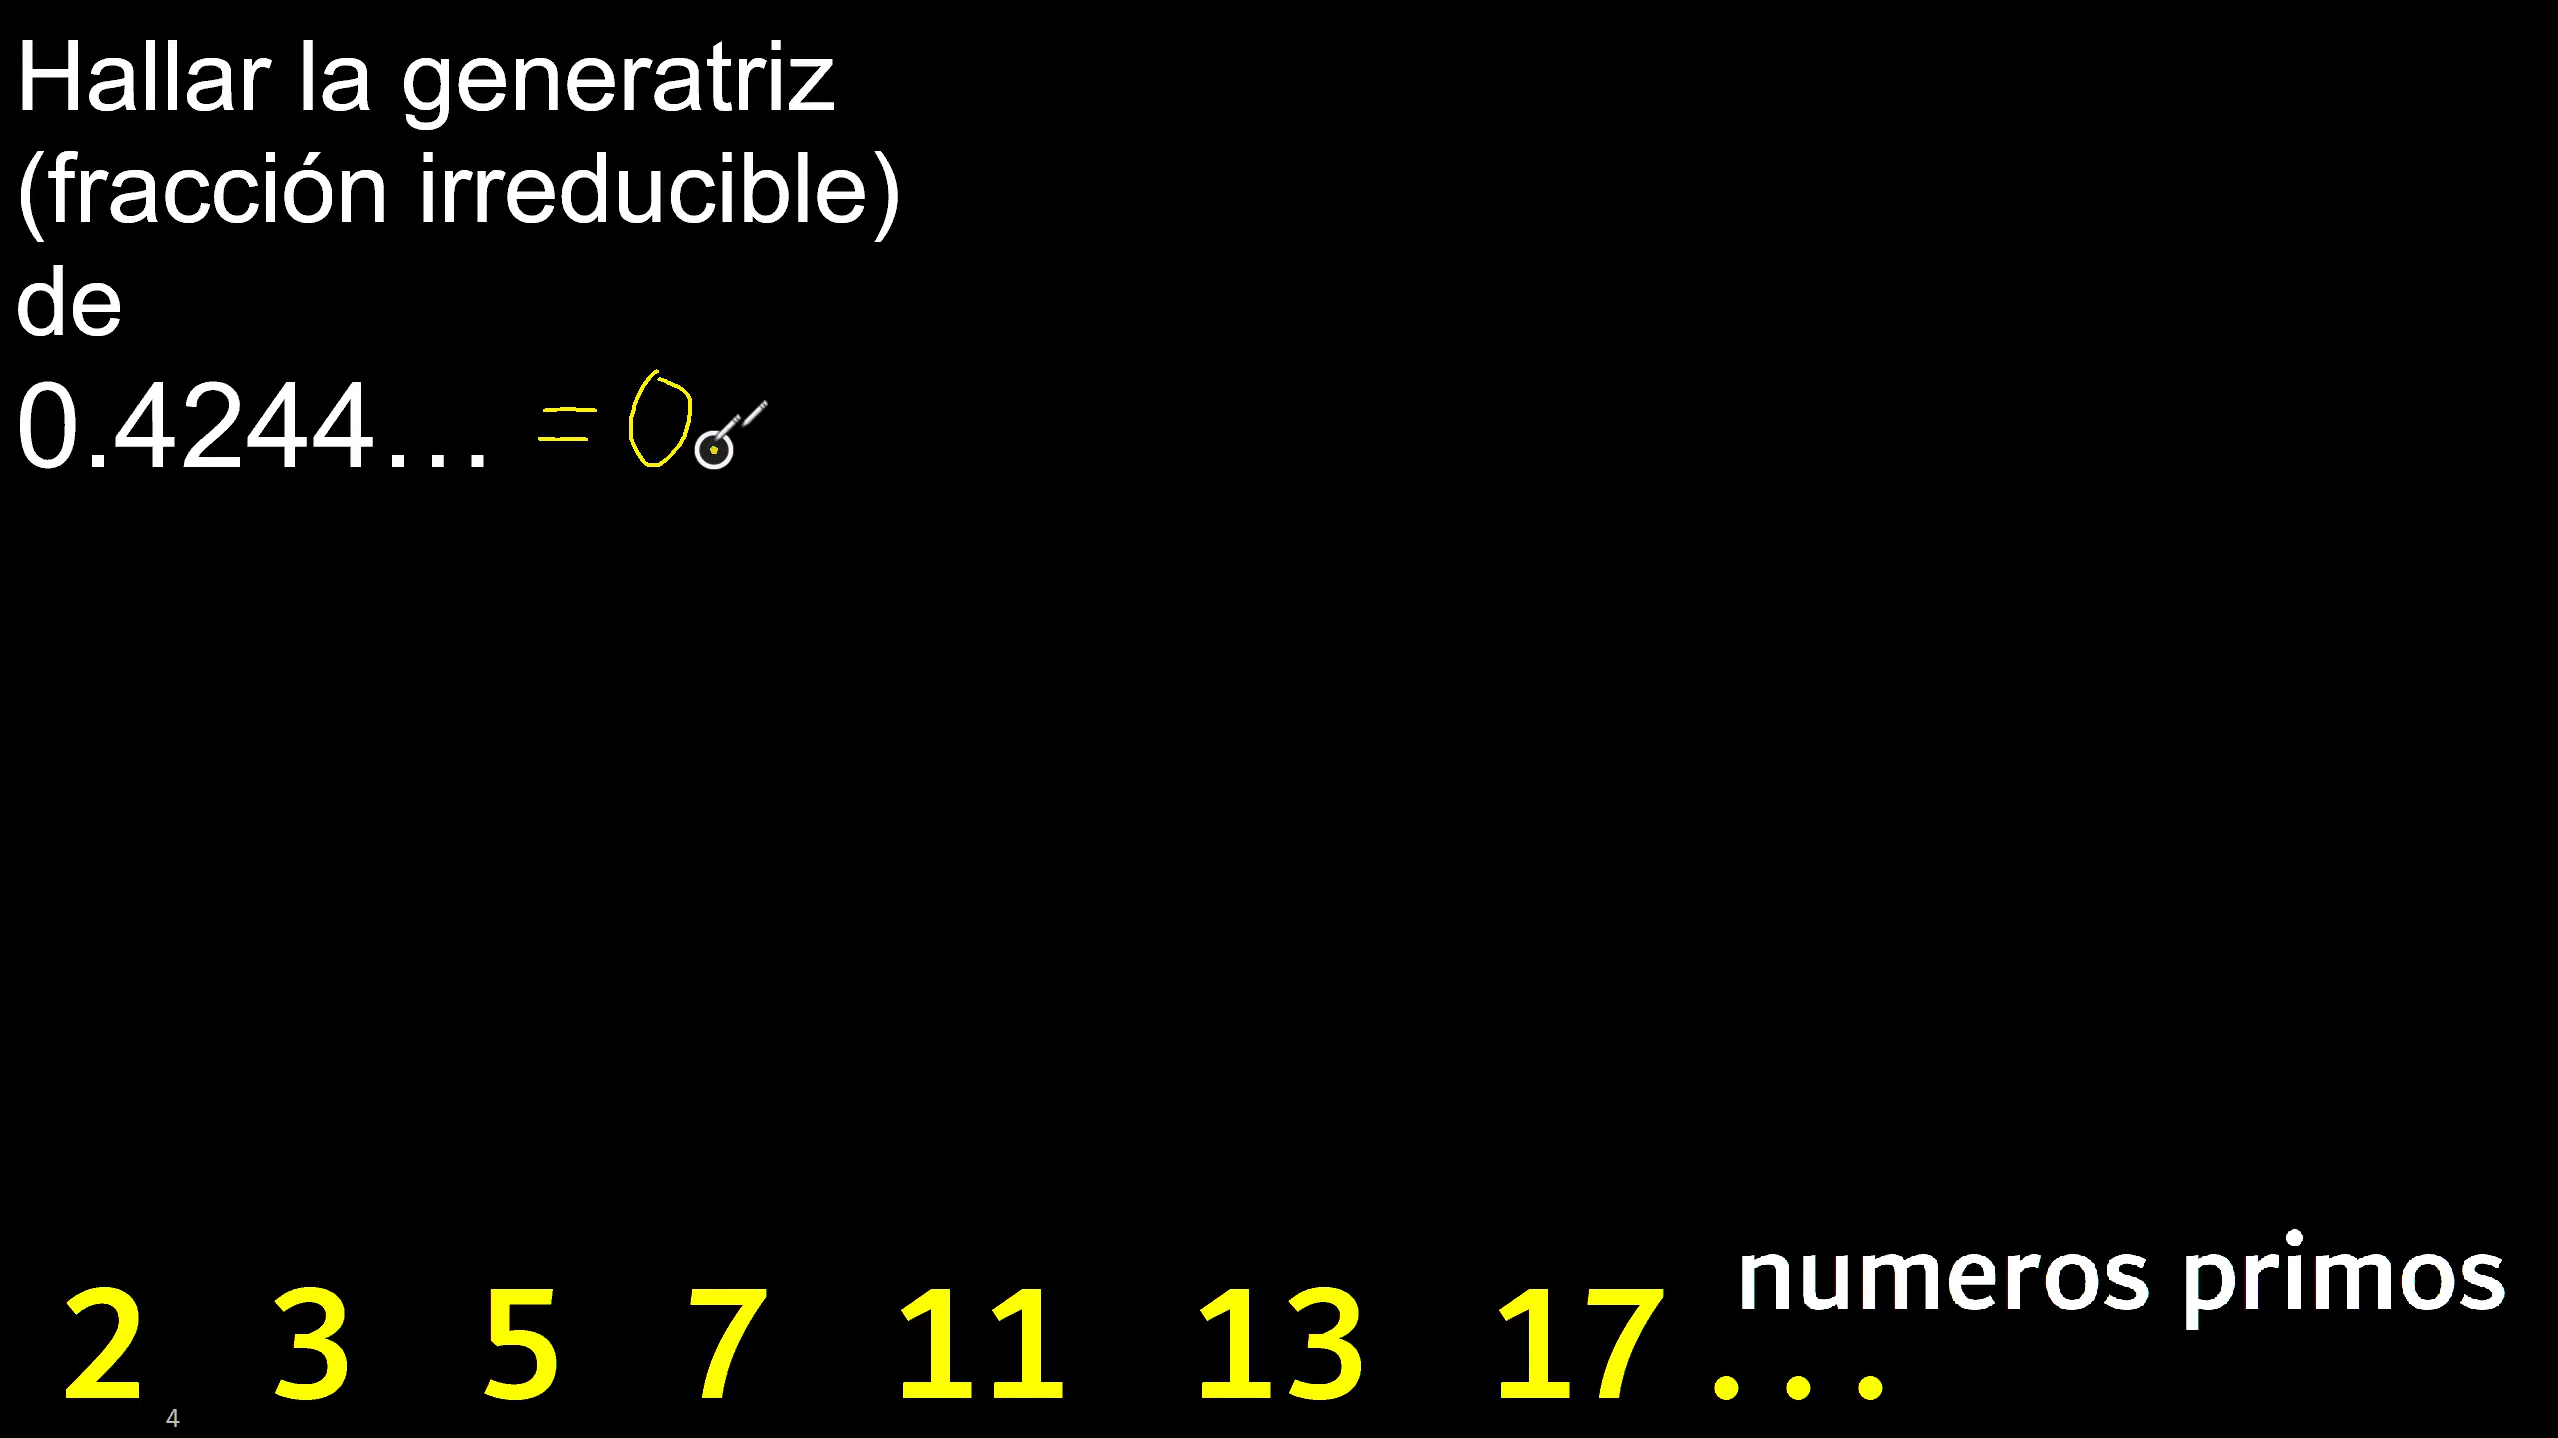 Hallar la generatriz
(fracción irreducible)
de
0.4244... = 0.
numeros primos
2 3 5 7 11 13 17...
4